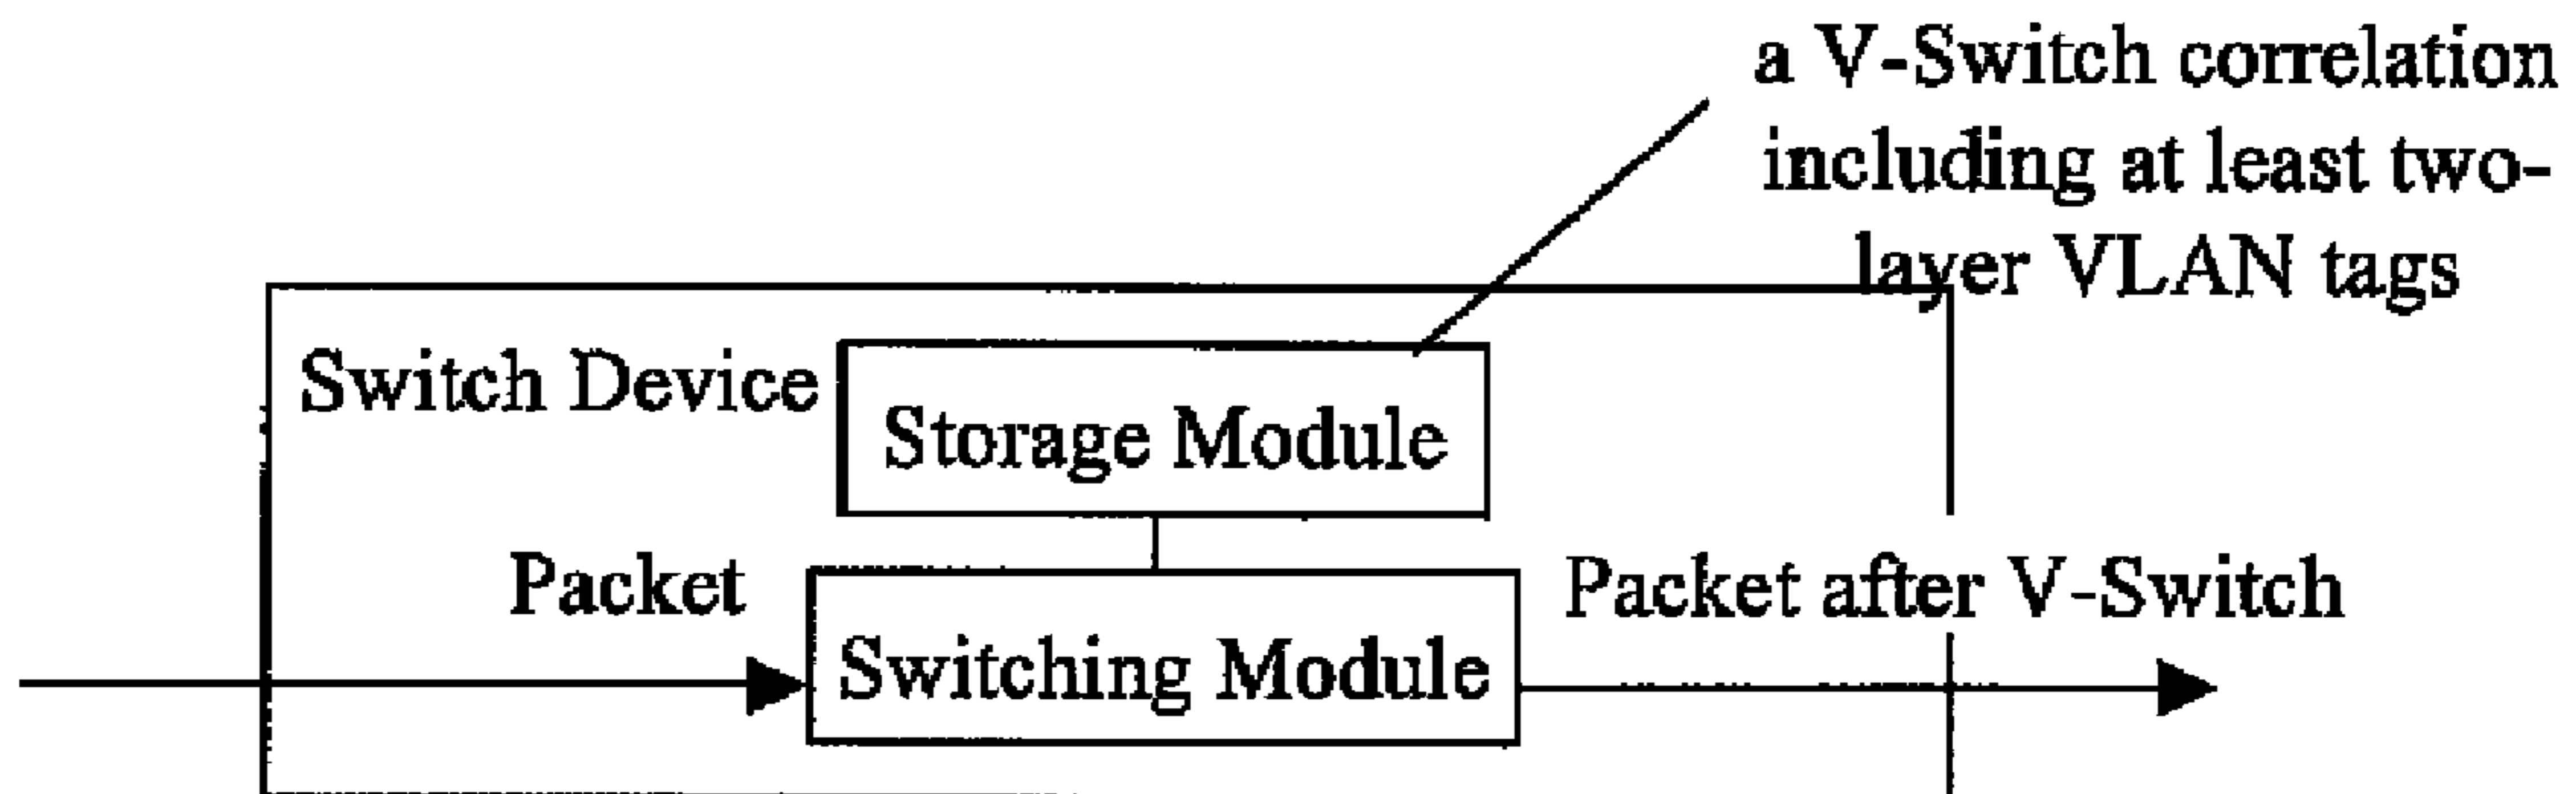 a V-Switch correlation
including at least two-
layer VLAN tags
Switch Device
Storage Module
Packet
Packet after V-Switch
Switching Module